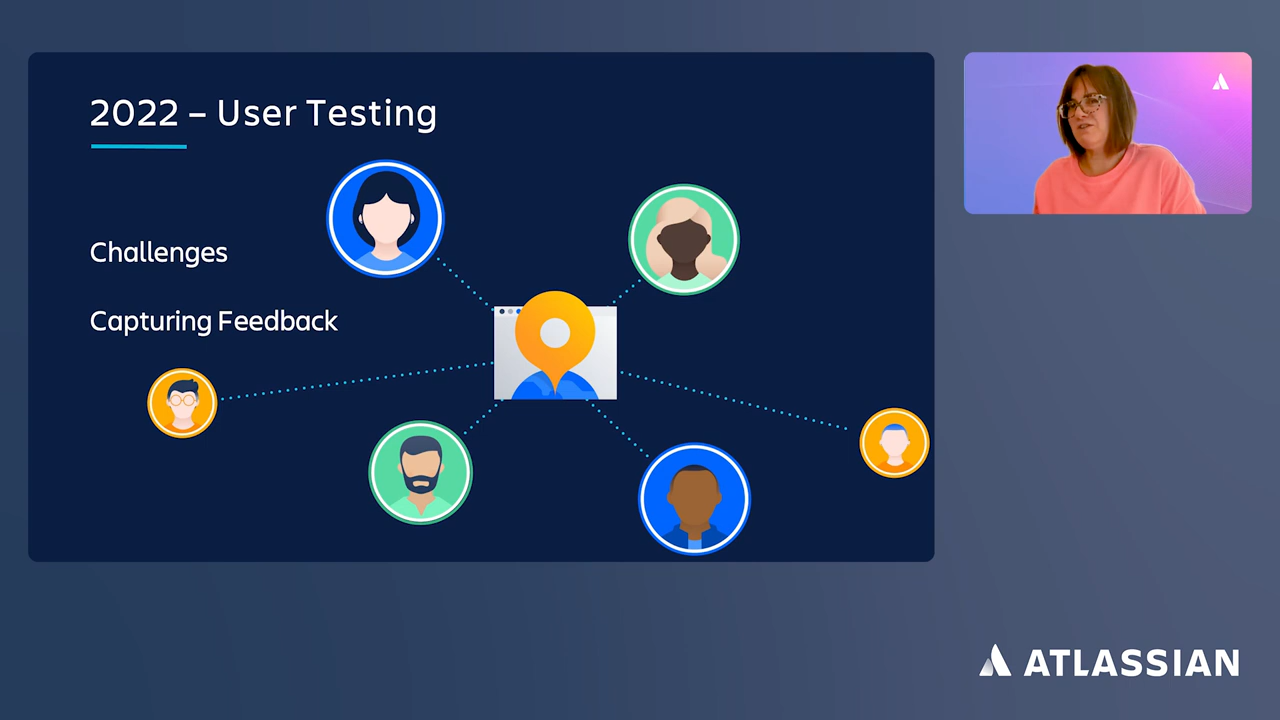 2022 – User Testing
Challenges
Capturing Feedback
ATLASSIAN